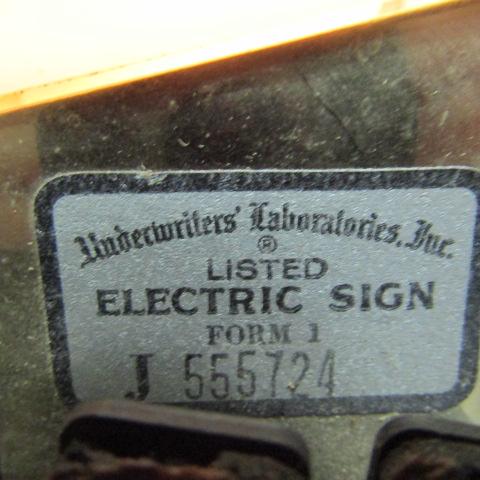 Underwriters' Laboratories, Inc.
®
LISTED
ELECTRIC SIGN
FORM 1
J 555724